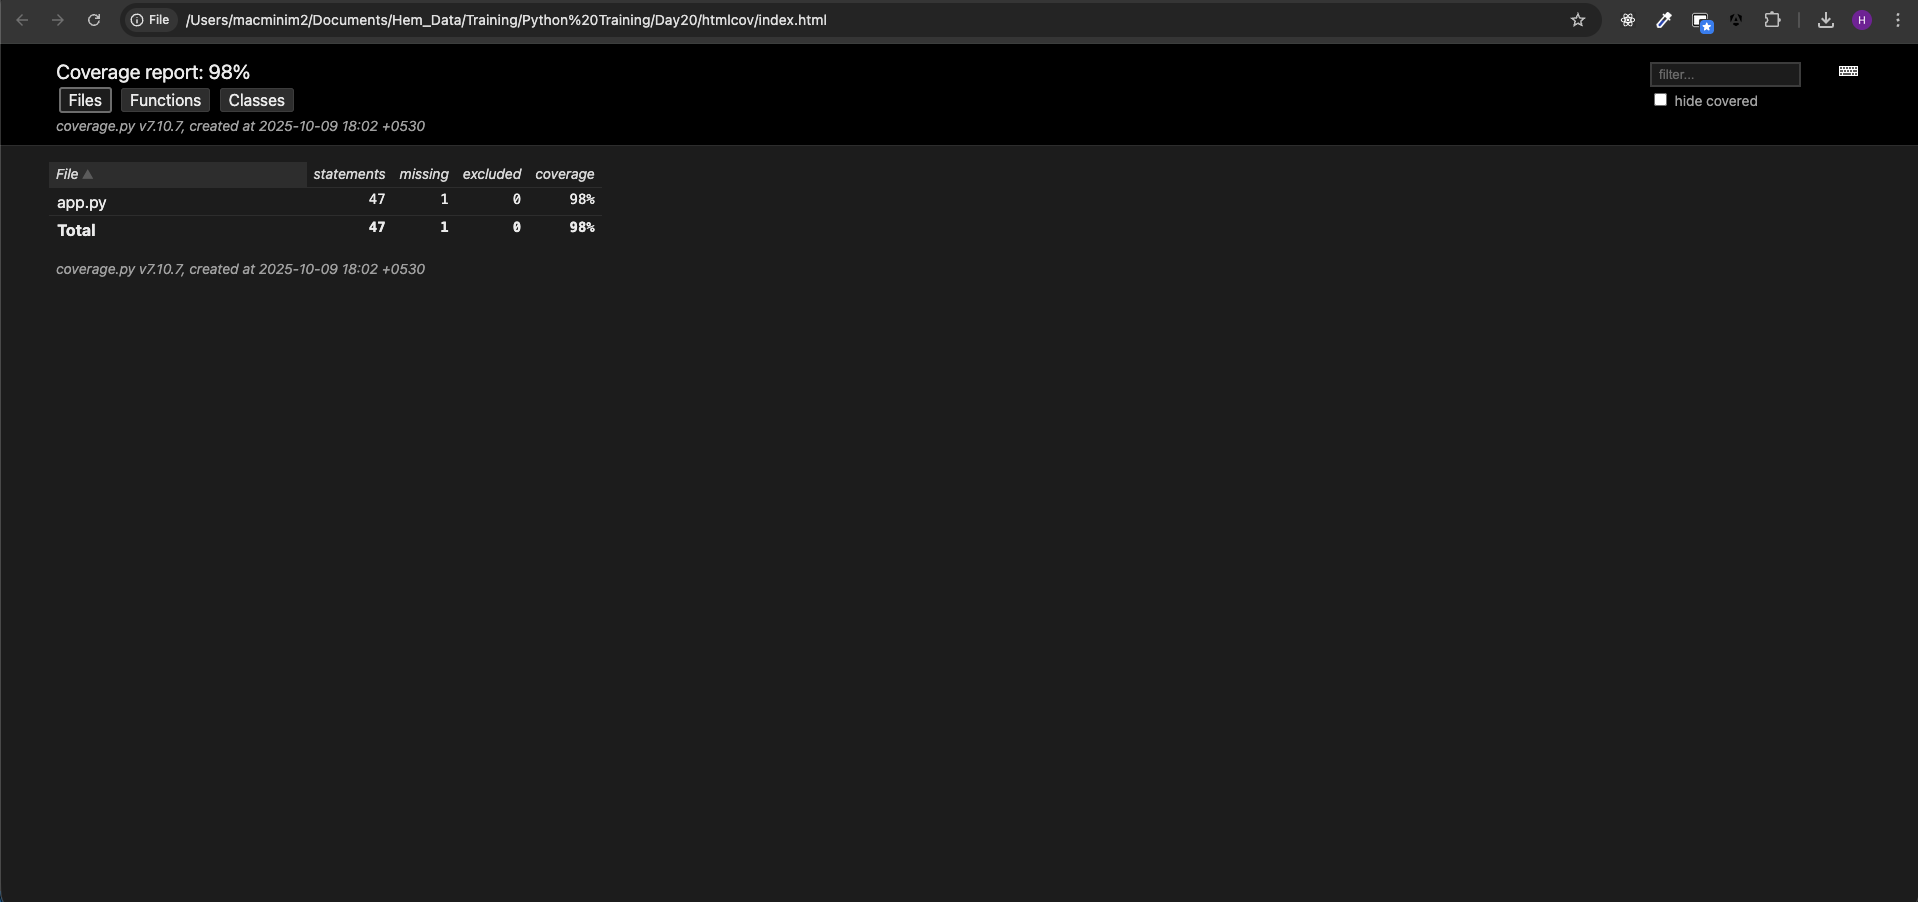 File /Users/macminim2/Documents/Hem_Data/Training/Python%20Training/Day20/htmlcov/index.html H
Coverage report: 98%
filter...
Files Functions Classes
hide covered
coverage.py v7.10.7, created at 2025-10-09 18:02 +0530
File statements missing excluded coverage
app.py 47 1 0 98%
Total 47 1 0 98%
coverage.py v7.10.7, created at 2025-10-09 18:02 +0530